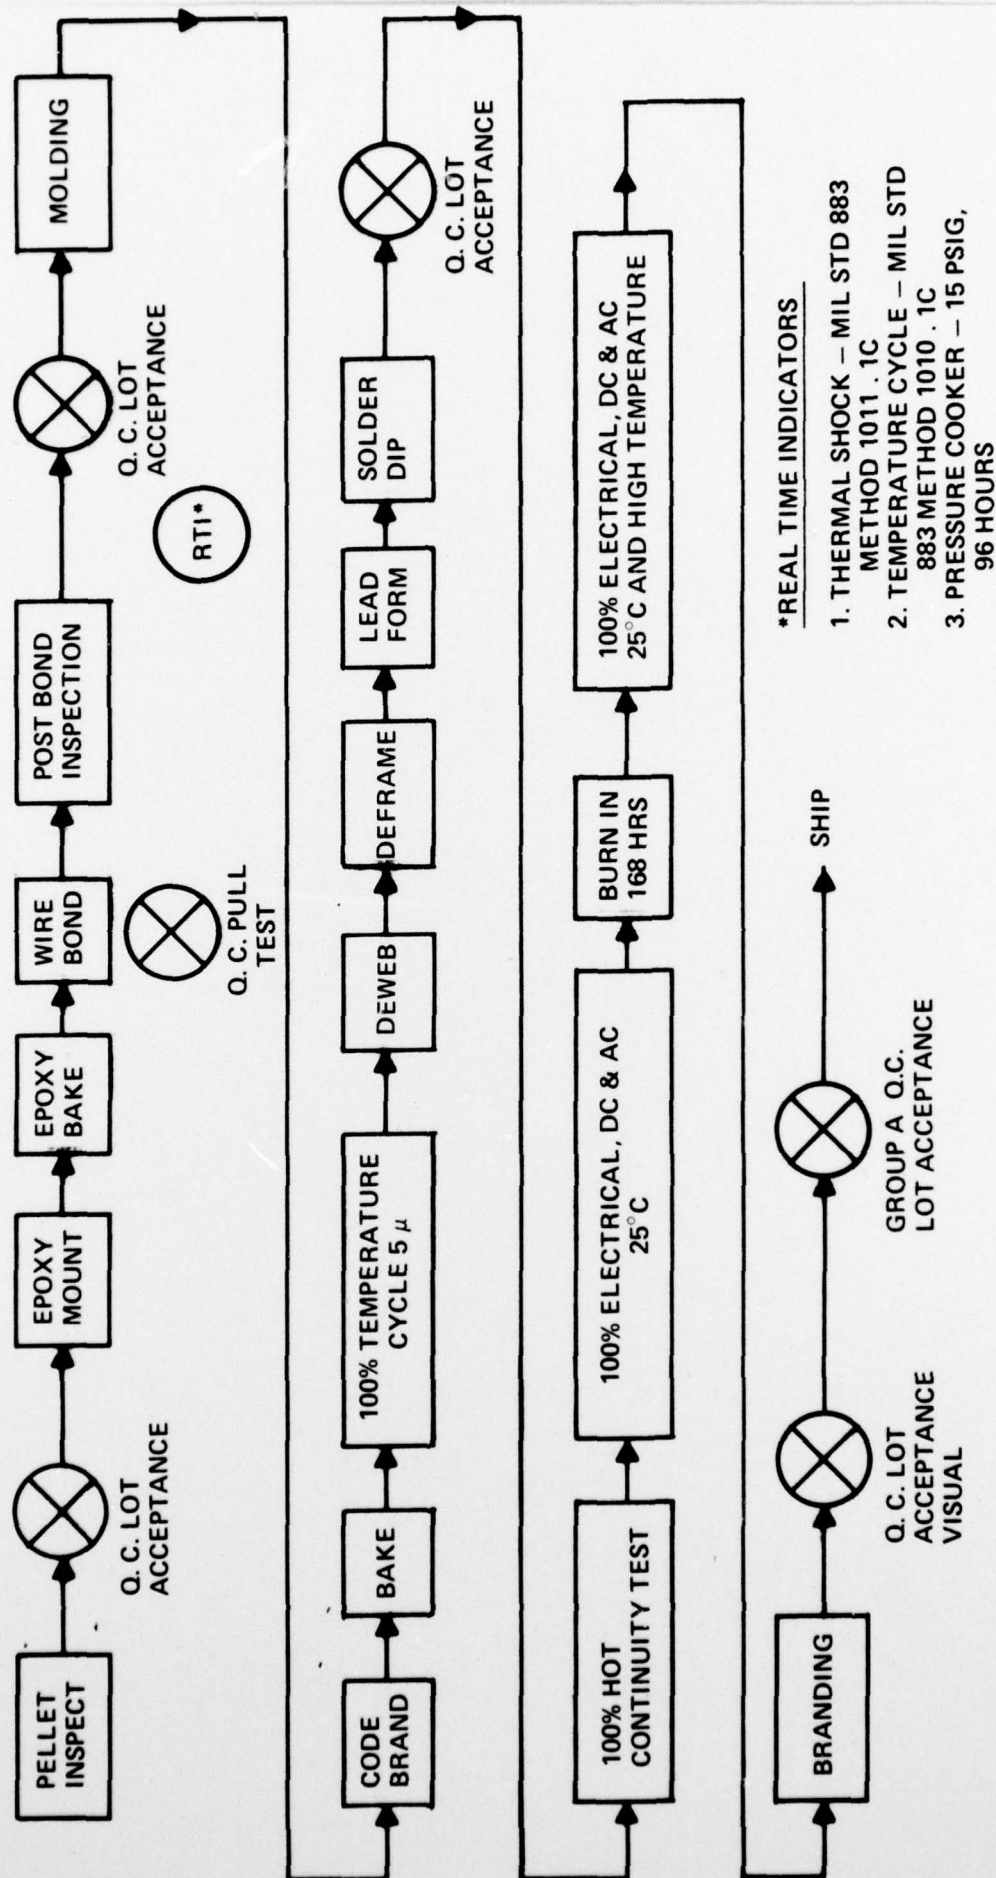 PELLET
INSPECT
Q. C. LOT
ACCEPTANCE
EPOXY
MOUNT
EPOXY
BAKE
WIRE
BOND
Q. C. PULL
TEST
POST BOND
INSPECTION
RTI*
Q. C. LOT
ACCEPTANCE
MOLDING
CODE
BRAND
BAKE
100% TEMPERATURE
CYCLE 5 μ
DEWEB
DEFRAME
LEAD
FORM
SOLDER
DIP
Q. C. LOT
ACCEPTANCE
100% HOT
CONTINUITY TEST
100% ELECTRICAL, DC & AC
25°C
BURN IN
168 HRS
100% ELECTRICAL, DC & AC
25°C AND HIGH TEMPERATURE
BRANDING
Q. C. LOT
ACCEPTANCE
VISUAL
GROUP A Q.C.
LOT ACCEPTANCE
SHIP
*REAL TIME INDICATORS
1. THERMAL SHOCK – MIL STD 883
METHOD 1011 . 1C
2. TEMPERATURE CYCLE – MIL STD
883 METHOD 1010 . 1C
3. PRESSURE COOKER – 15 PSIG,
96 HOURS